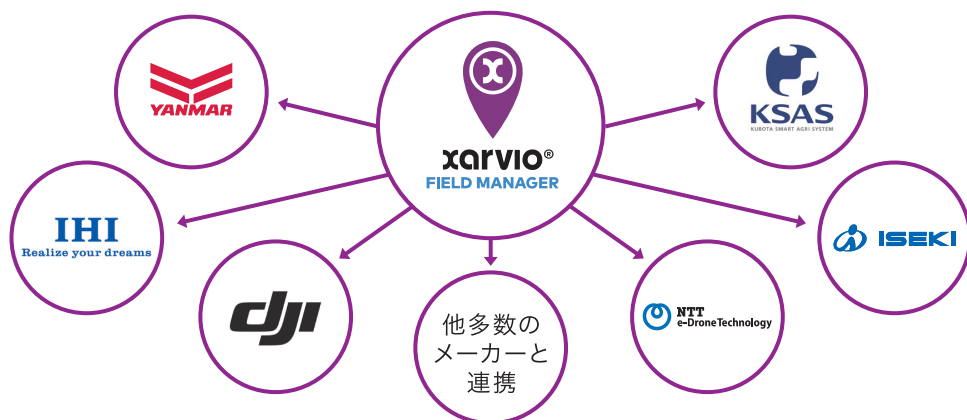 YANMAR
xarvio®
FIELD MANAGER
KSAS
KUBOTA SMART AGRI SYSTEM
IHI
Realize your dreams
ISEKI
dji
他多数の
メーカーと
連携
NTT
e-DroneTechnology